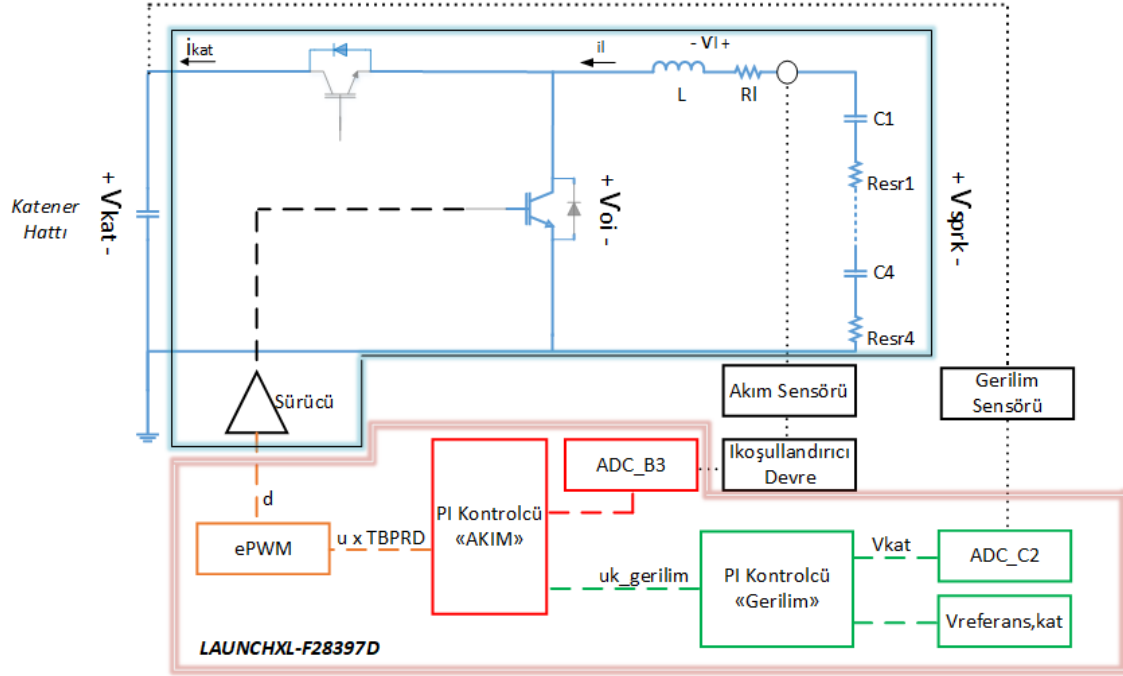 ikat
il
- Vl +
L
Rl
C1
Resr1
C4
Resr4
Katener
Hattı
+ Vkat -
+ Voi -
+ Vsprk -
Sürücü
Akım Sensörü
Gerilim
Sensörü
Ikoşullandırıcı
Devre
ADC_B3
d
PI Kontrolcü
«AKIM»
ePWM
u x TBPRD
uk_gerilim
PI Kontrolcü
«Gerilim»
Vkat
ADC_C2
Vreferans,kat
LAUNCHXL-F28397D